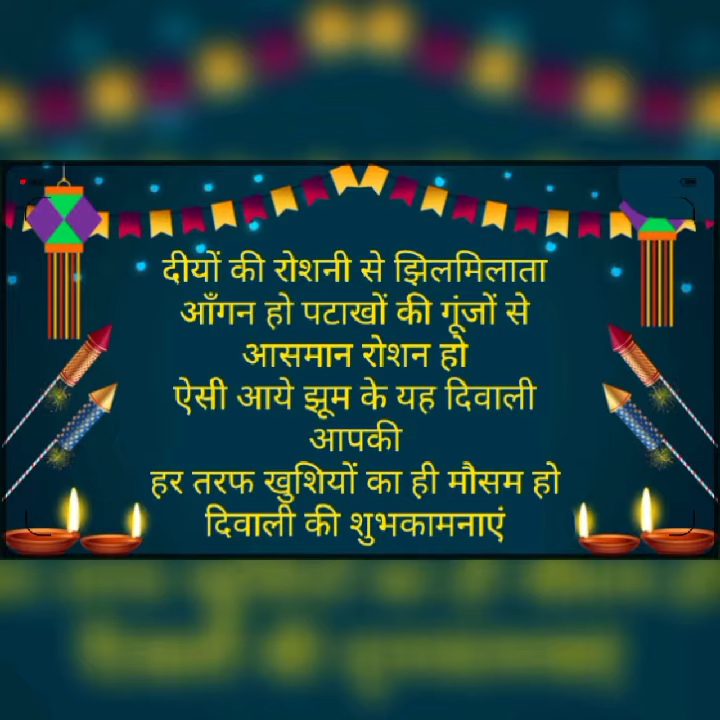 दीयों की रोशनी से झिलमिलाता
आँगन हो पटाखों की गूंजों से
आसमान रोशन हो
ऐसी आये झूम के यह दिवाली
आपकी
हर तरफ खुशियों का ही मौसम हो
दिवाली की शुभकामनाएं